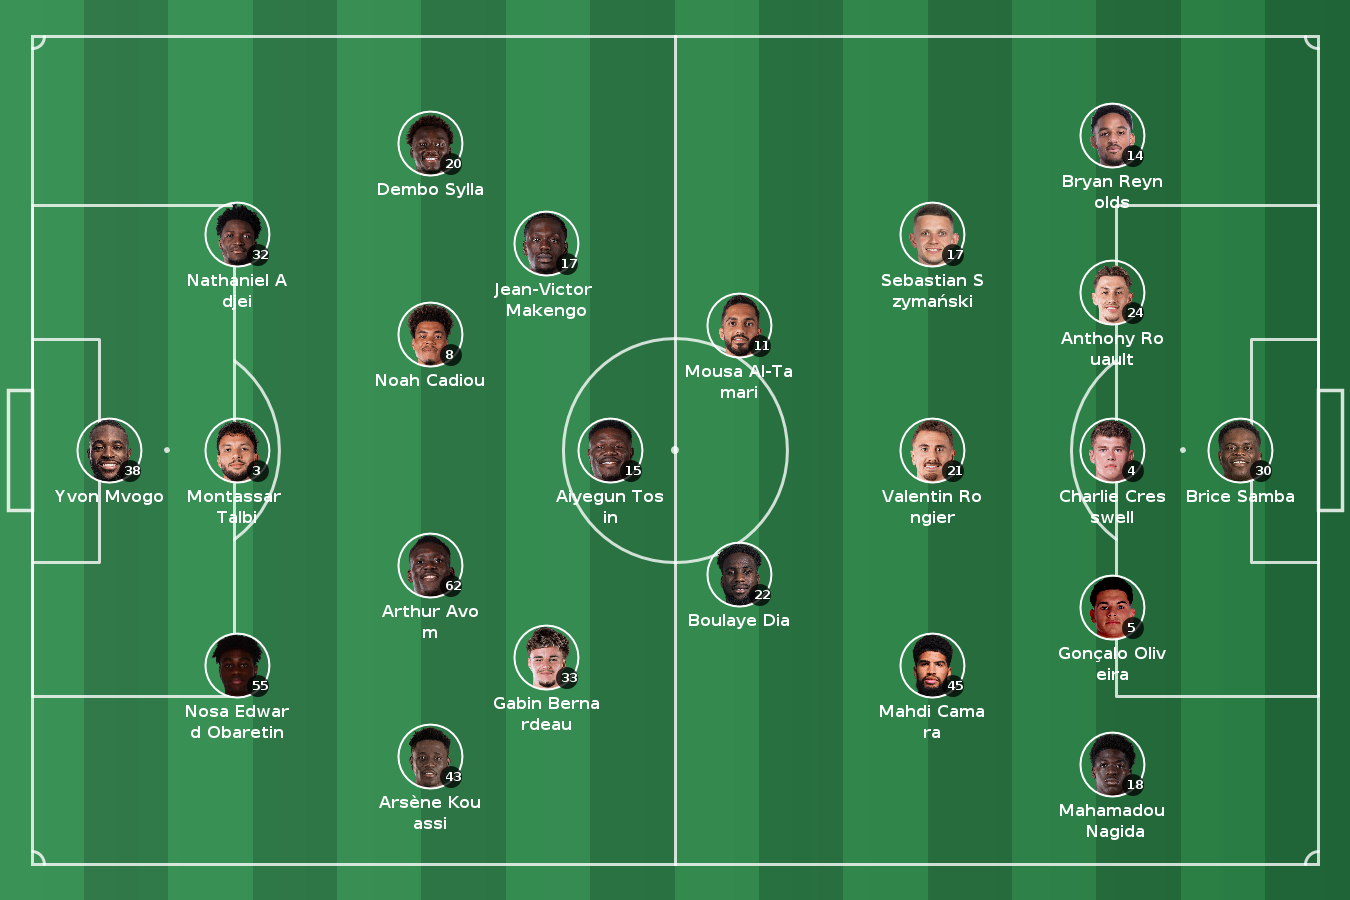 14
Bryan Reyn
olds
20
Dembo Sylla
32
Nathaniel A
djei
17
Jean-Victor
Makengo
17
Sebastian S
zymański
24
Anthony Ro
uault
8
Noah Cadiou
11
Mousa Al-Ta
mari
38
Yvon Mvogo
3
Montassar
Talbi
15
Aiyegun Tos
in
21
Valentin Ro
ngier
4
Charlie Cres
swell
30
Brice Samba
62
Arthur Avo
m
22
Boulaye Dia
5
Gonçalo Oliv
eira
55
Nosa Edwar
d Obaretin
33
Gabin Berna
rdeau
45
Mahdi Cama
ra
43
Arsène Kou
assi
18
Mahamadou
Nagida